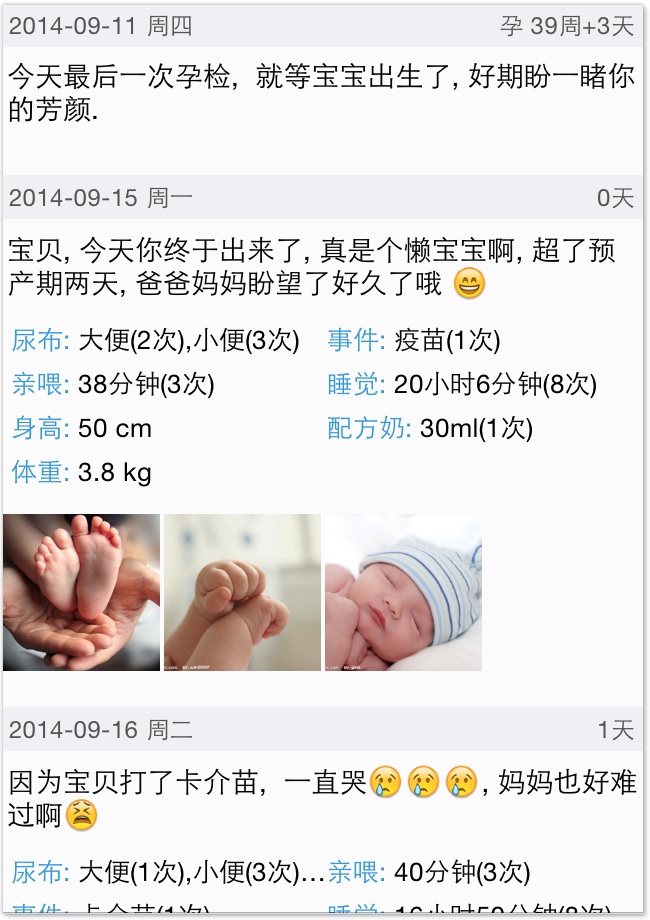 2014-09-11 周四 孕 39周+3天
今天最后一次孕检, 就等宝宝出生了, 好期盼一睹你
的芳颜.
2014-09-15 周一 0天
宝贝, 今天你终于出来了, 真是个懒宝宝啊, 超了预
产期两天, 爸爸妈妈盼望了好久了哦 😄
尿布: 大便(2次),小便(3次) 事件: 疫苗(1次)
亲喂: 38分钟(3次) 睡觉: 20小时6分钟(8次)
身高: 50 cm 配方奶: 30ml(1次)
体重: 3.8 kg
2014-09-16 周二 1天
因为宝贝打了卡介苗, 一直哭😢😢😢, 妈妈也好难
过啊😫
尿布: 大便(1次),小便(3次)... 亲喂: 40分钟(3次)
事件: 卡介苗(1次) 睡觉: